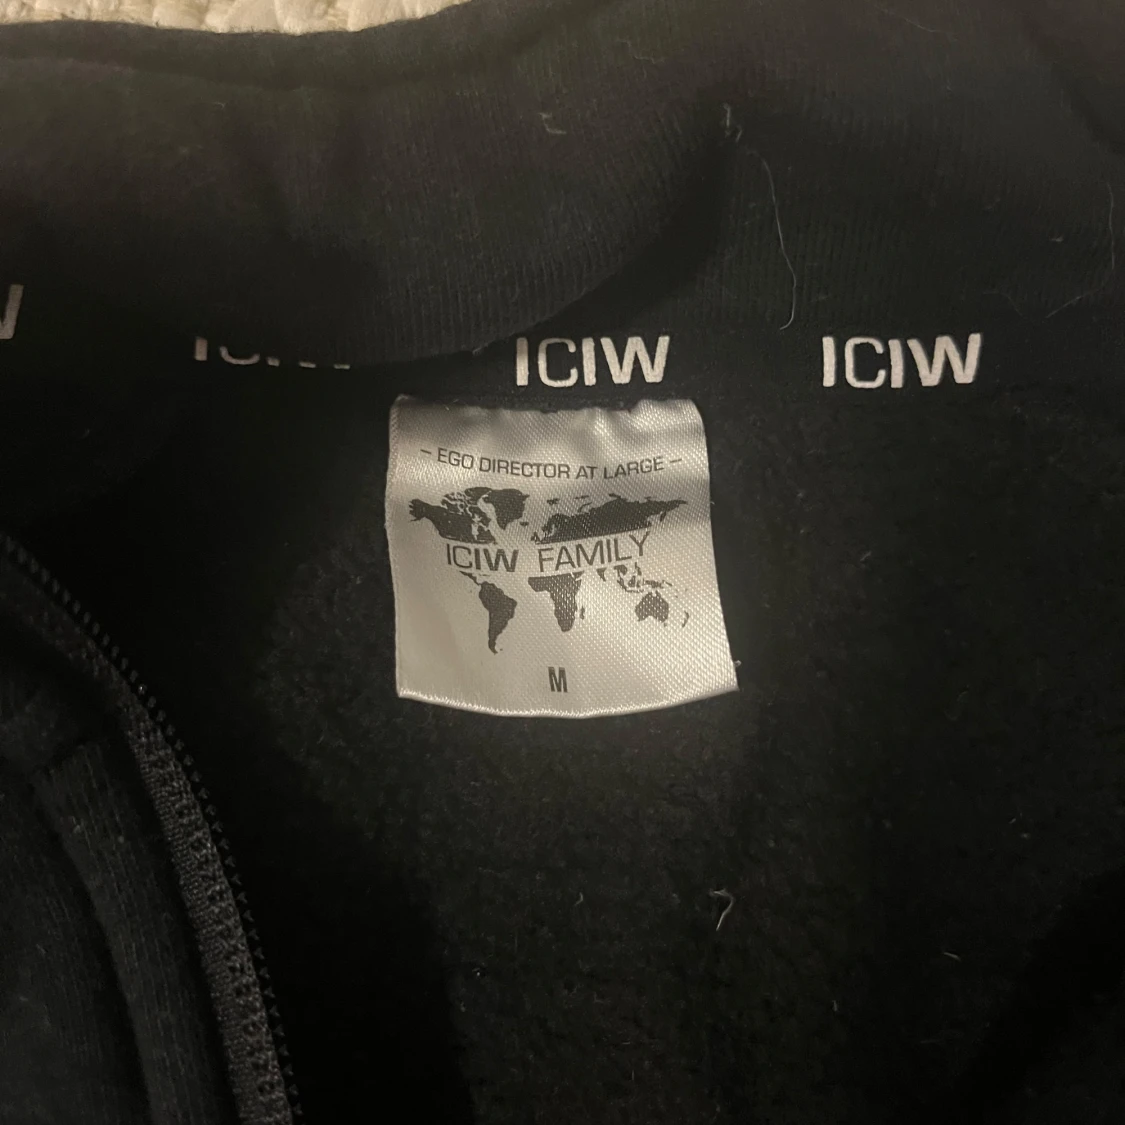 ICIW ICIW
– EGO DIRECTOR AT LARGE –
ICIW FAMILY
M